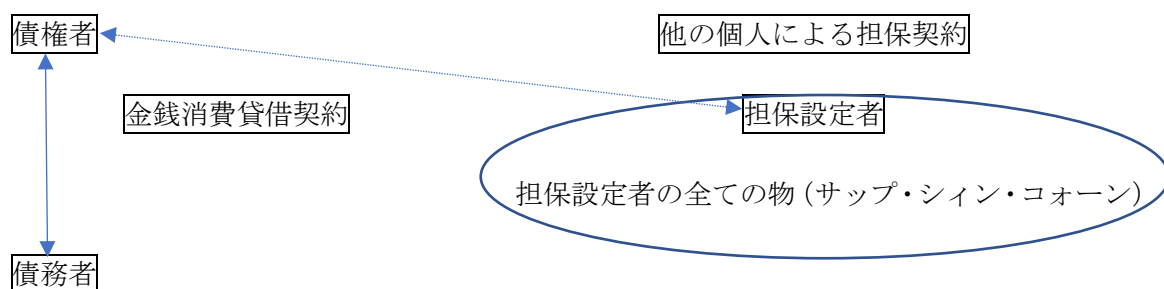 債権者
他の個人による担保契約
金銭消費貸借契約
担保設定者
担保設定者の全ての物（サップ・シィン・コォーン）
債務者